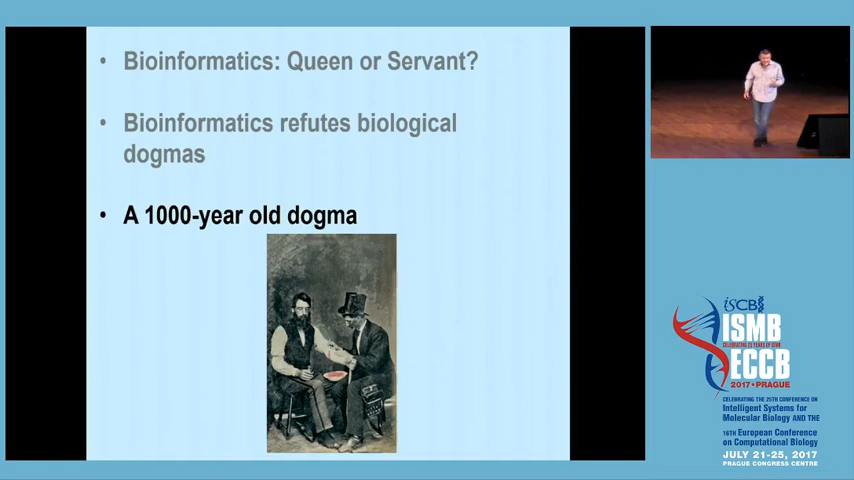 • Bioinformatics: Queen or Servant?
• Bioinformatics refutes biological
dogmas
• A 1000-year old dogma
isCB
ISMB
CELEBRATING 25 YEARS OF ISMB
ECCB
2017 • PRAGUE
CELEBRATING THE 25TH CONFERENCE ON
Intelligent Systems for
Molecular Biology AND THE
16TH European Conference
on Computational Biology
JULY 21-25, 2017
PRAGUE CONGRESS CENTRE